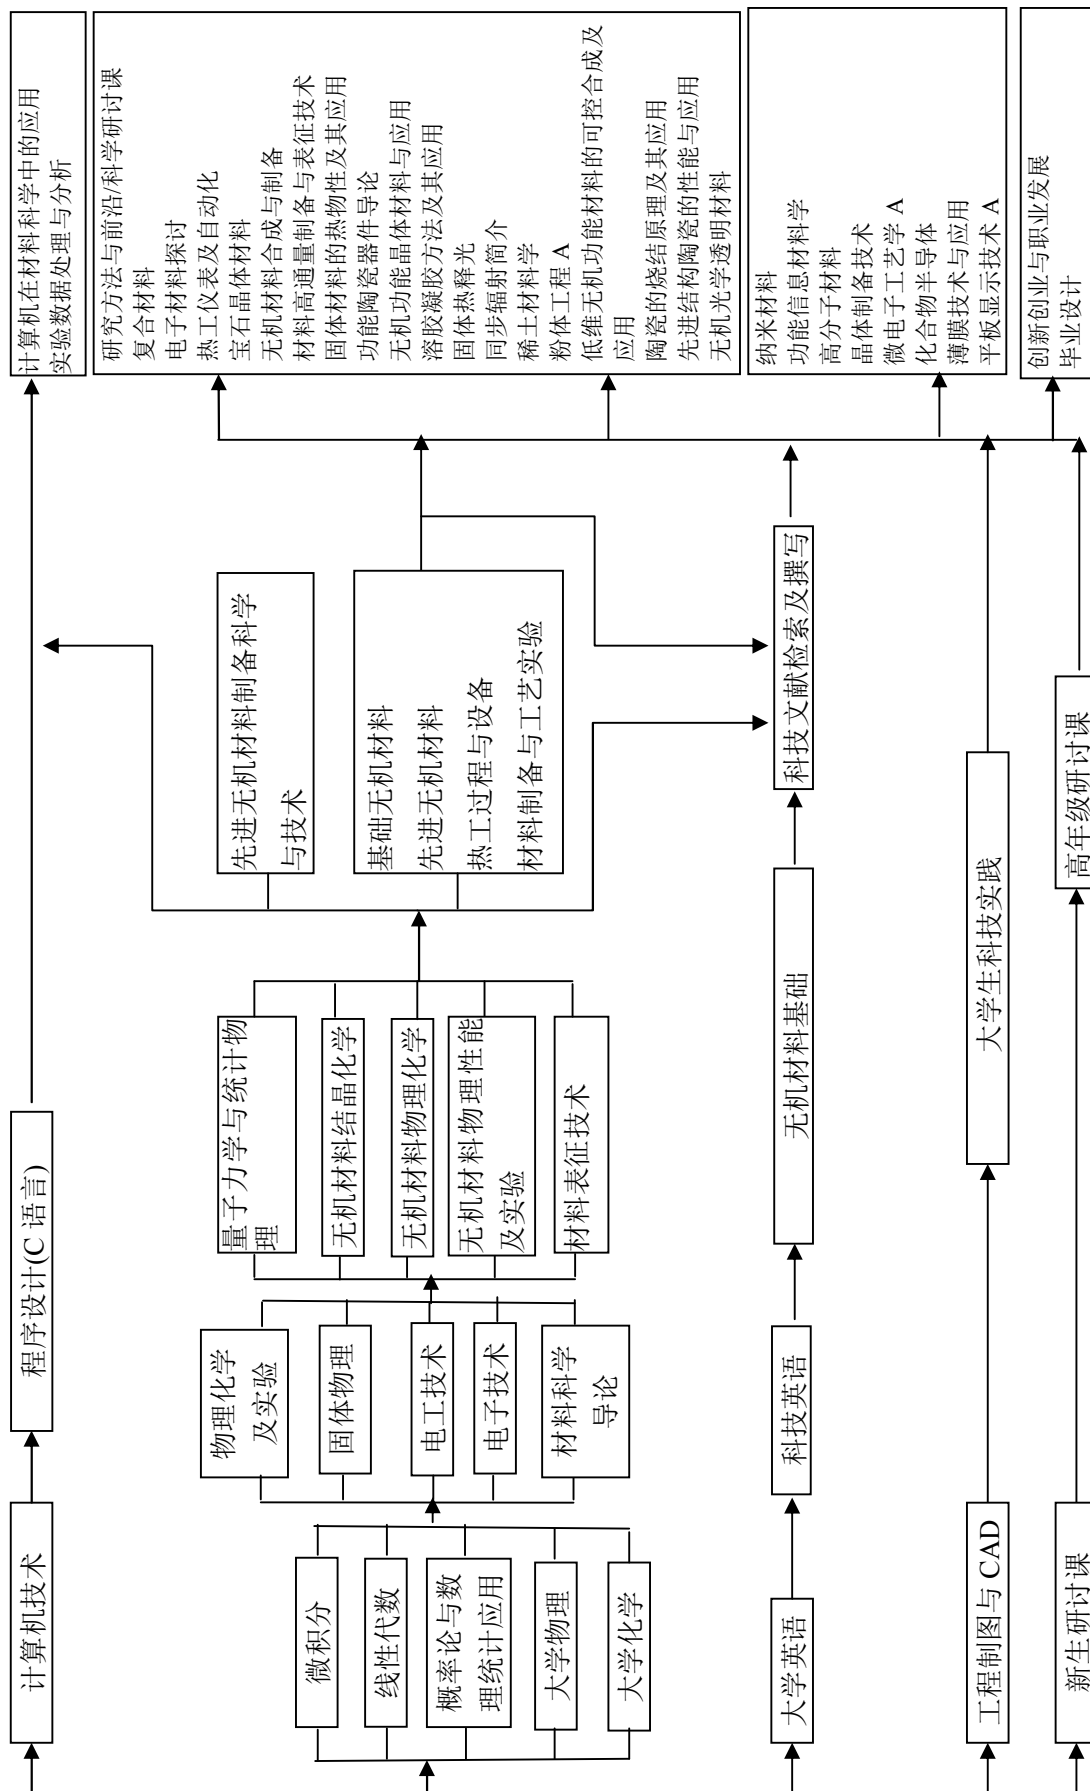 计算机技术
程序设计(C 语言)
计算机在材料科学中的应用
实验数据处理与分析
微积分
线性代数
概率论与数
理统计应用
大学物理
大学化学
物理化学
及实验
固体物理
电工技术
电子技术
材料科学
导论
量子力学与统计物
理
无机材料结晶化学
无机材料物理化学
无机材料物理性能
及实验
材料表征技术
先进无机材料制备科学
与技术
基础无机材料
先进无机材料
热工过程与设备
材料制备与工艺实验
研究方法与前沿/科学研讨课
复合材料
电子材料探讨
热工仪表及自动化
宝石晶体材料
无机材料合成与制备
材料高通量制备与表征技术
固体材料的热物性及其应用
功能陶瓷器件导论
无机功能晶体材料与应用
溶胶凝胶方法及其应用
固体热释光
同步辐射简介
稀土材料学
粉体工程 A
低维无机功能材料的可控合成及
应用
陶瓷的烧结原理及其应用
先进结构陶瓷的性能与应用
无机光学透明材料
大学英语
科技英语
无机材料基础
科技文献检索及撰写
纳米材料
功能信息材料学
高分子材料
晶体制备技术
微电子工艺学 A
化合物半导体
薄膜技术与应用
平板显示技术 A
工程制图与 CAD
大学生科技实践
新生研讨课
高年级研讨课
创新创业与职业发展
毕业设计